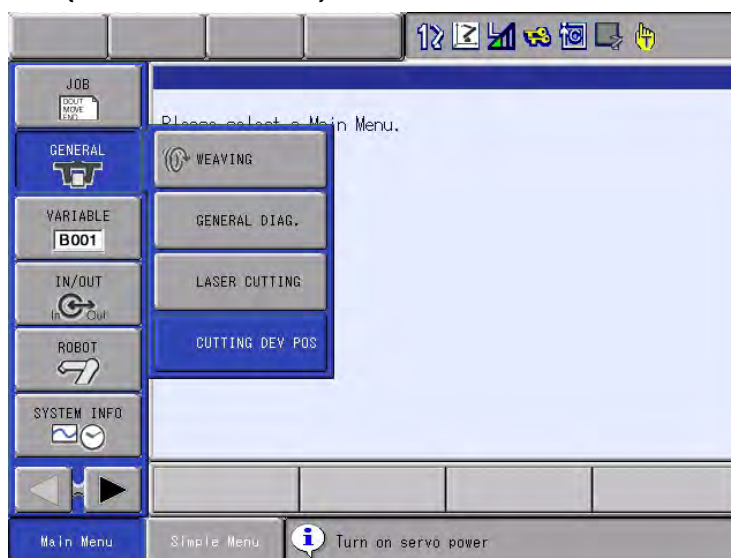 JOB
DOUT
MOVE
END
Please select a Main Menu.
GENERAL
WEAVING
VARIABLE
B001
GENERAL DIAG.
IN/OUT
In Out
LASER CUTTING
ROBOT
CUTTING DEV POS
SYSTEM INFO
Main Menu
Simple Menu
Turn on servo power